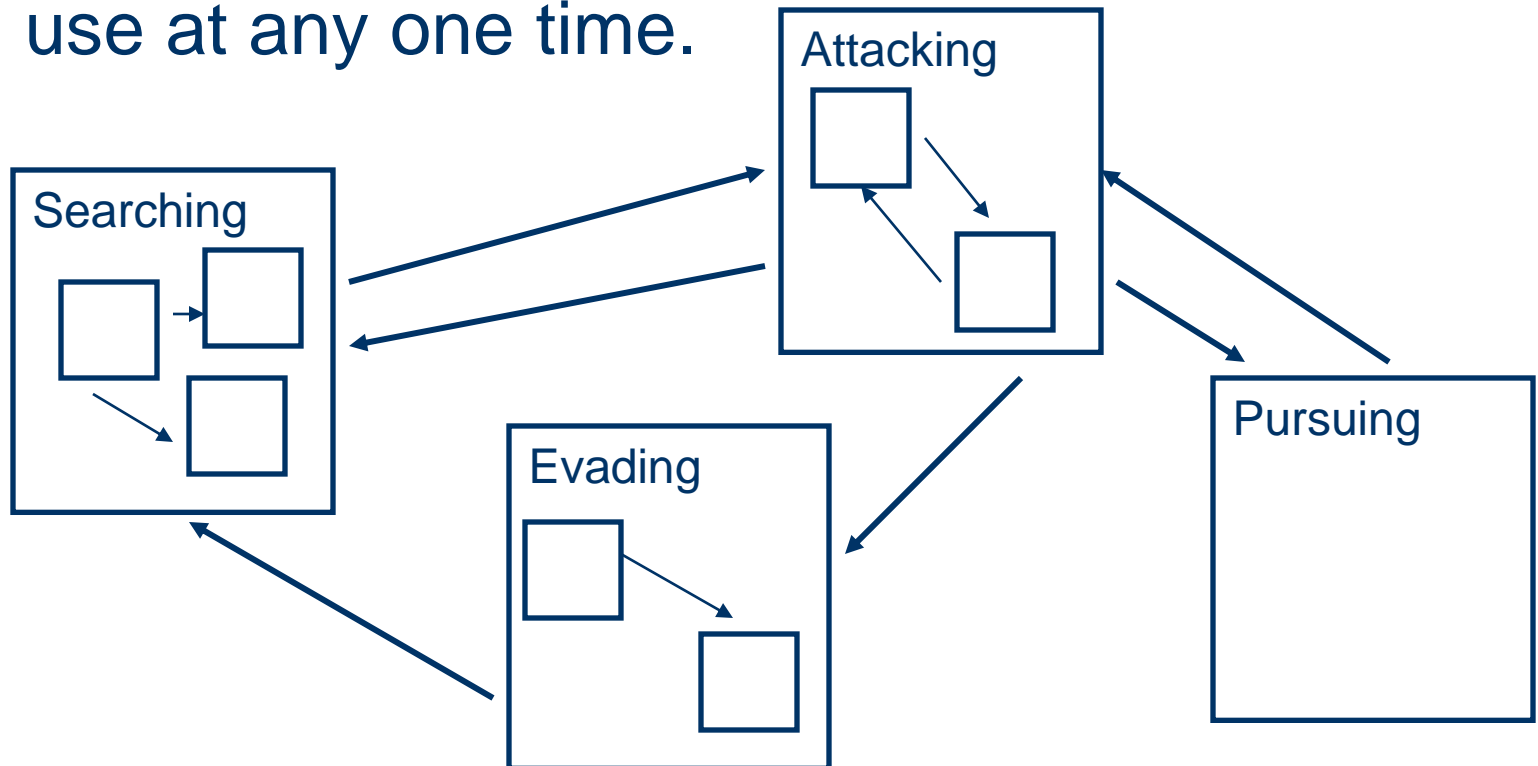 use at any one time.
Attacking
Searching
Pursuing
Evading